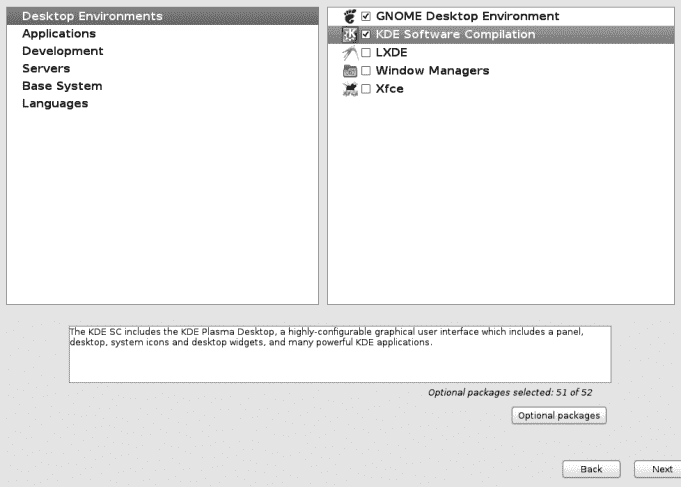 Desktop Environments
Applications
Development
Servers
Base System
Languages
GNOME Desktop Environment
KDE Software Compilation
LXDE
Window Managers
Xfce
The KDE SC includes the KDE Plasma Desktop, a highly-configurable graphical user interface which includes a panel,
desktop, system icons and desktop widgets, and many powerful KDE applications.
Optional packages selected: 51 of 52
Optional packages
Back
Next